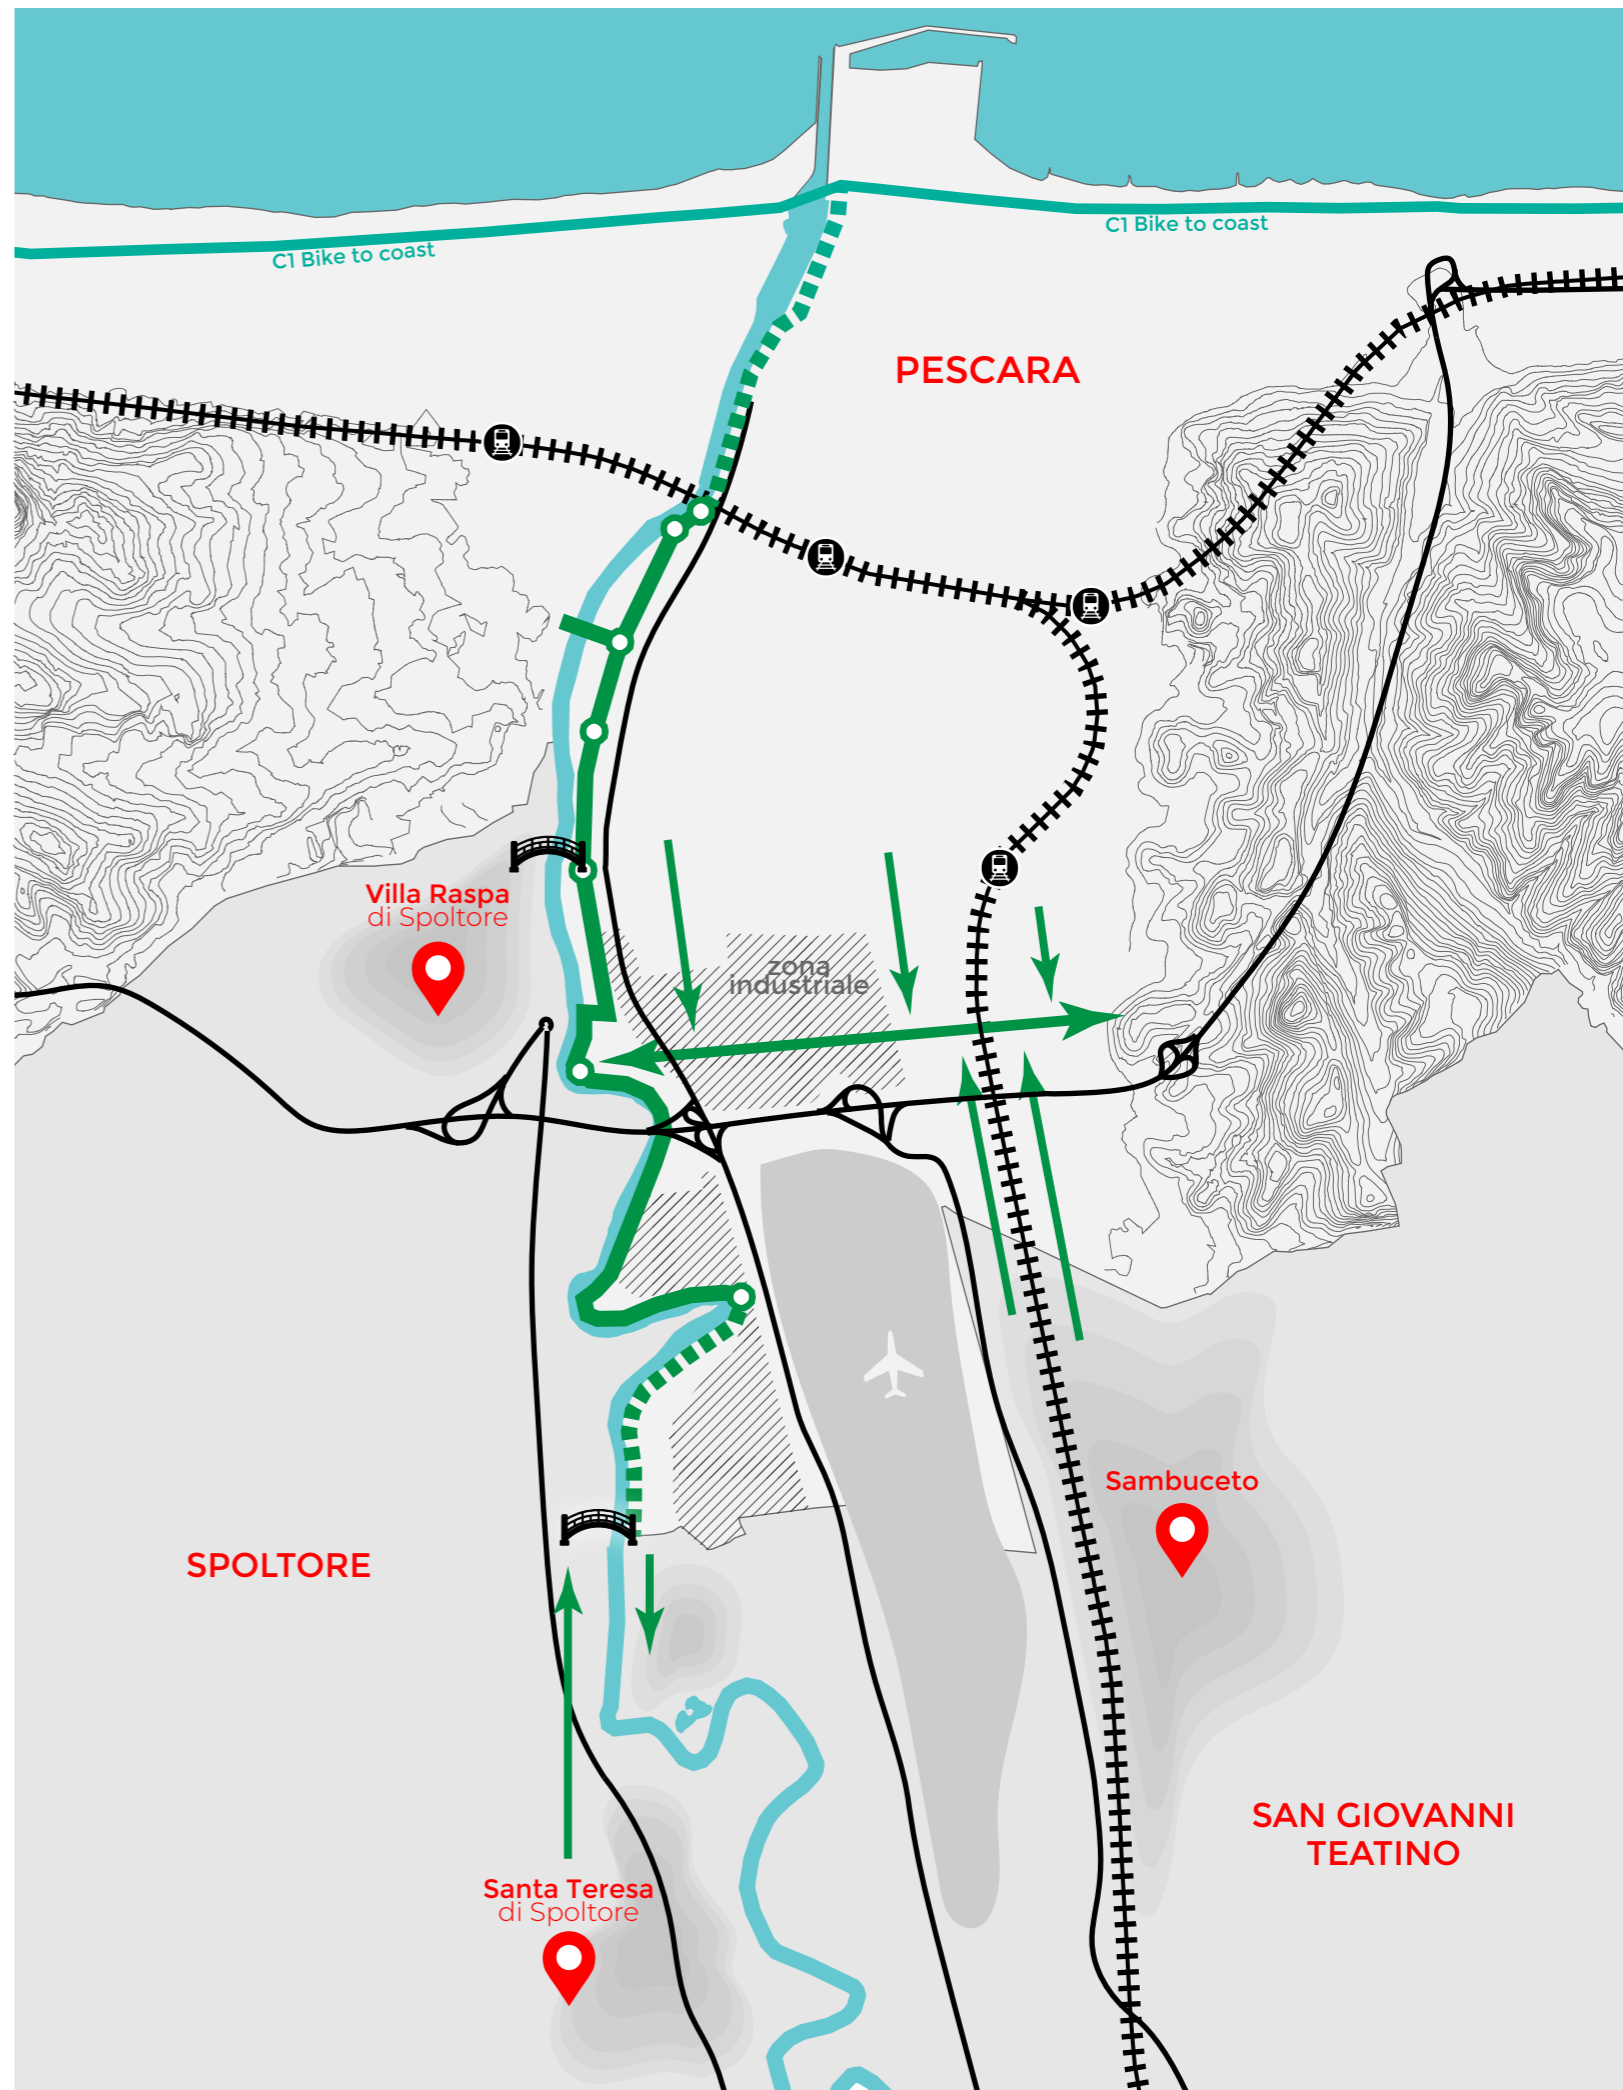 C1 Bike to coast
C1 Bike to coast
PESCARA
Villa Raspa
di Spoltore
zona
industriale
Sambuceto
SPOLTORE
SAN GIOVANNI
TEATINO
Santa Teresa
di Spoltore